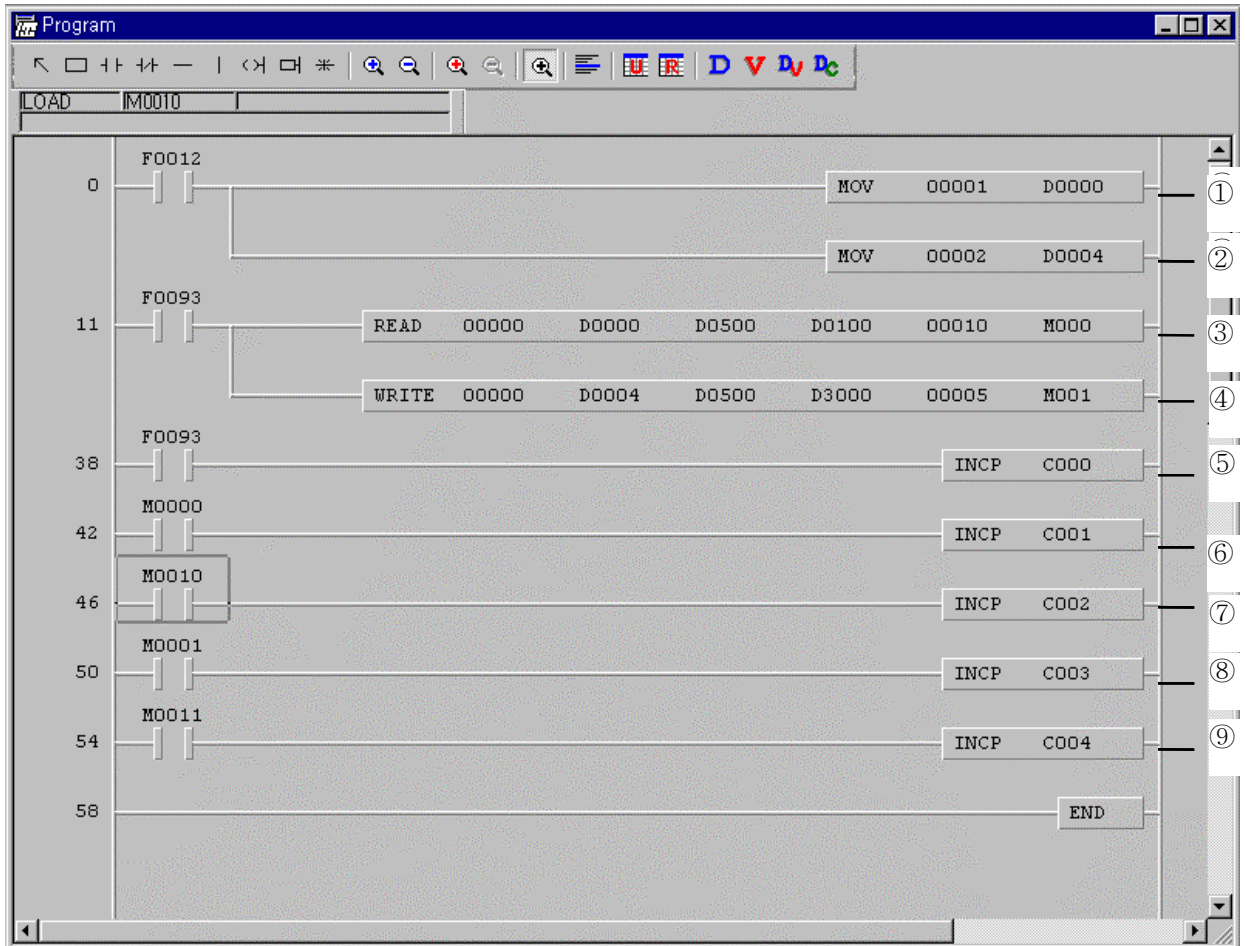 Program
U R D V DU DC
LOAD M0010
F0012
0 MOV 00001 D0000 ①
MOV 00002 D0004 ②
F0093
11 READ 00000 D0000 D0500 D0100 00010 M000 ③
WRITE 00000 D0004 D0500 D3000 00005 M001 ④
F0093
38 INCP C000 ⑤
M0000
42 INCP C001 ⑥
M0010
46 INCP C002 ⑦
M0001
50 INCP C003 ⑧
M0011
54 INCP C004 ⑨
58 END